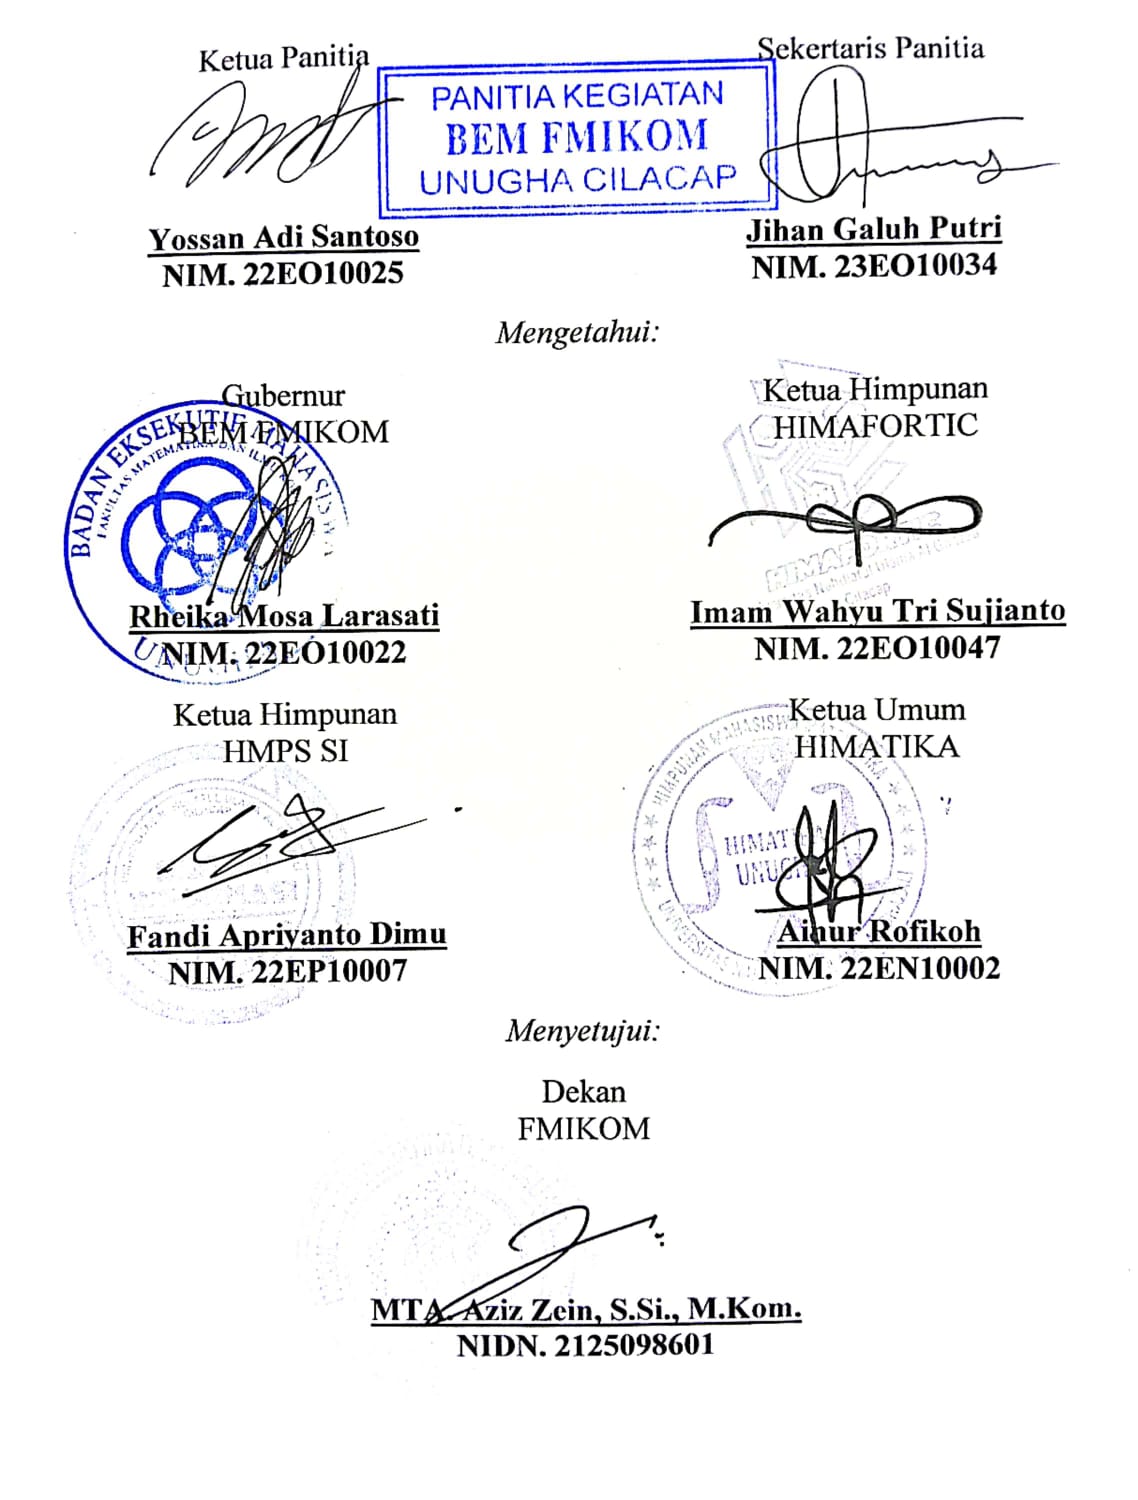 Ketua Panitia
Sekertaris Panitia
PANITIA KEGIATAN
BEM FMIKOM
UNUGHA CILACAP
Yossan Adi Santoso
NIM. 22EO10025
Jihan Galuh Putri
NIM. 23EO10034
Mengetahui:
Gubernur
BEM FMIKOM
BADAN EKSEKUTIF MAHASISWA
FAKULTAS MATEMATIKA DAN ILMU
Rheika Mosa Larasati
NIM. 22EO10022
Ketua Himpunan
HIMAFORTIC
Imam Wahyu Tri Sujianto
NIM. 22EO10047
Cilacap
Ketua Himpunan
HMPS SI
Fandi Apriyanto Dimu
NIM. 22EP10007
Ketua Umum
HIMATIKA
HIMPUNAN MAHASISWA
Ainur Rofikoh
NIM. 22EN10002
Menyetujui:
Dekan
FMIKOM
MTA. Aziz Zein, S.Si., M.Kom.
NIDN. 2125098601